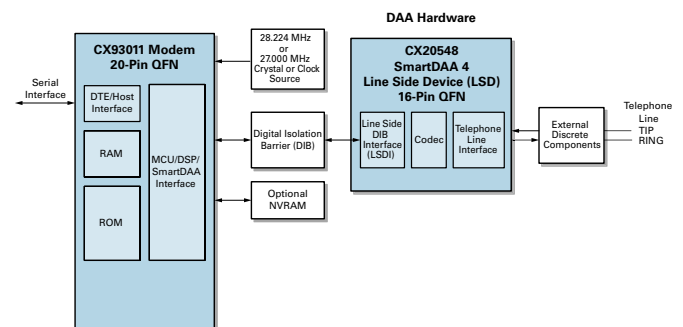 DAA Hardware
CX93011 Modem
20-Pin QFN
28.224 MHz
or
27.000 MHz
Crystal or Clock
Source
CX20548
SmartDAA 4
Line Side Device (LSD)
16-Pin QFN
Serial
Interface
DTE/Host
Interface
RAM
ROM
MCU/DSP/
SmartDAA
Interface
Digital Isolation
Barrier (DIB)
Optional
NVRAM
Line Side
DIB
Interface
(LSDI)
Codec
Telephone
Line
Interface
External
Discrete
Components
Telephone
Line
TIP
RING